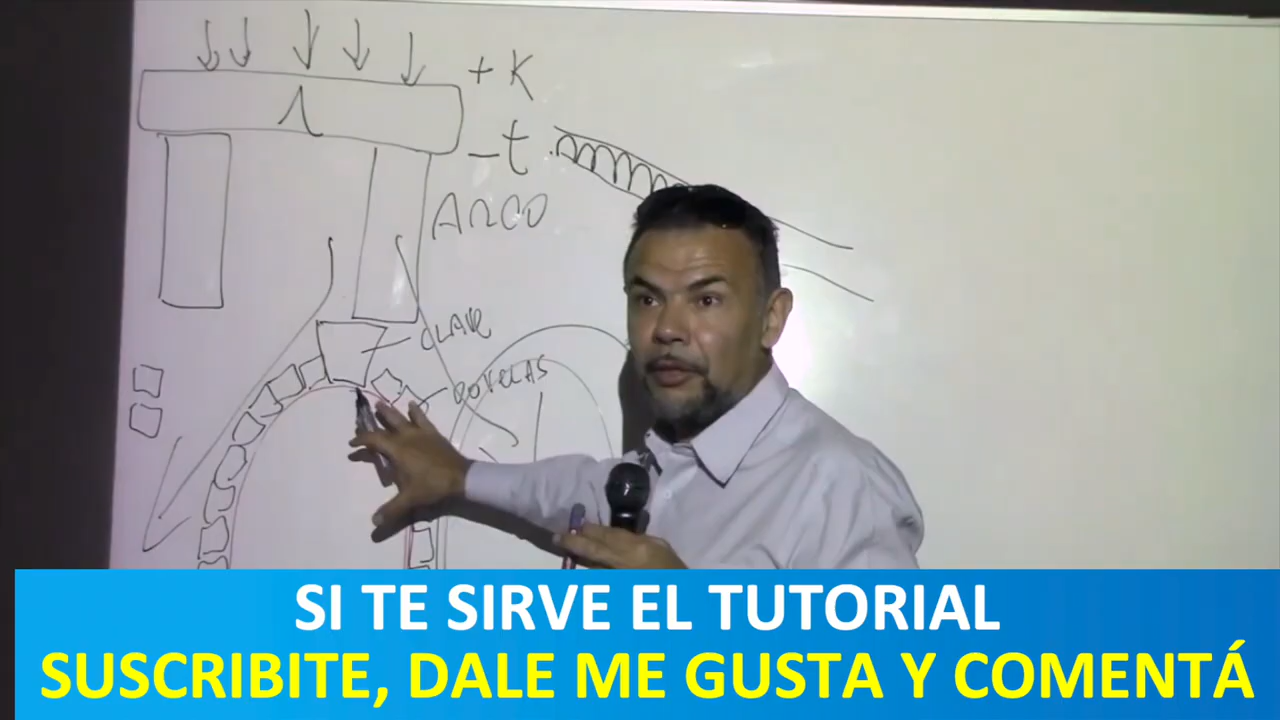 + K
- t
ARCO
CLAVE
DOVELAS
SI TE SIRVE EL TUTORIAL
SUSCRIBITE, DALE ME GUSTA Y COMENTÁ